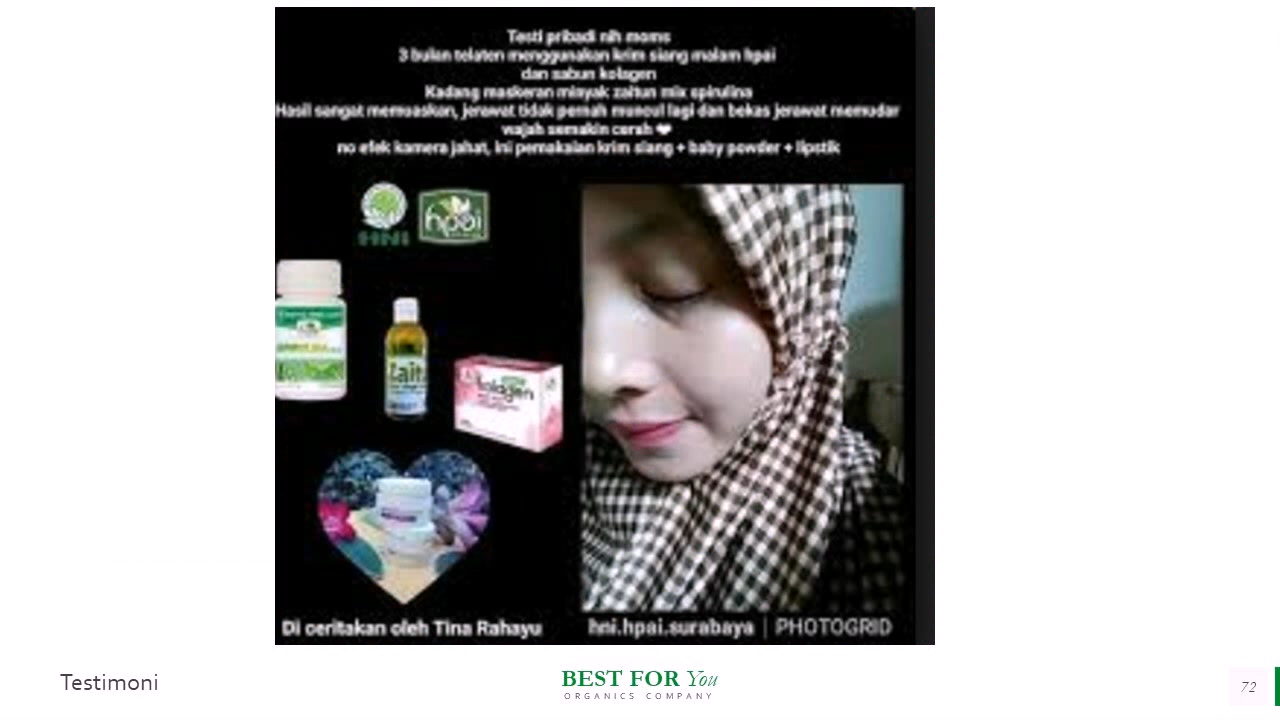 Testi pribadi nih moms
3 bulan telaten menggunakan krim siang malam hpai
dan sabun kolagen
Kadang maskeran minyak zaitun mix spirulina
Hasil sangat memuaskan, jerawat tidak pernah muncul lagi dan bekas jerawat memudar
wajah semakin cerah ❤
no efek kamera jahat, ini pemakaian krim siang + baby powder + lipstik
HNI
hpai
Zait
kolagen
Di ceritakan oleh Tina Rahayu
hni.hpai.surabaya | PHOTOGRID
Testimoni
BEST FOR You
ORGANICS COMPANY
72